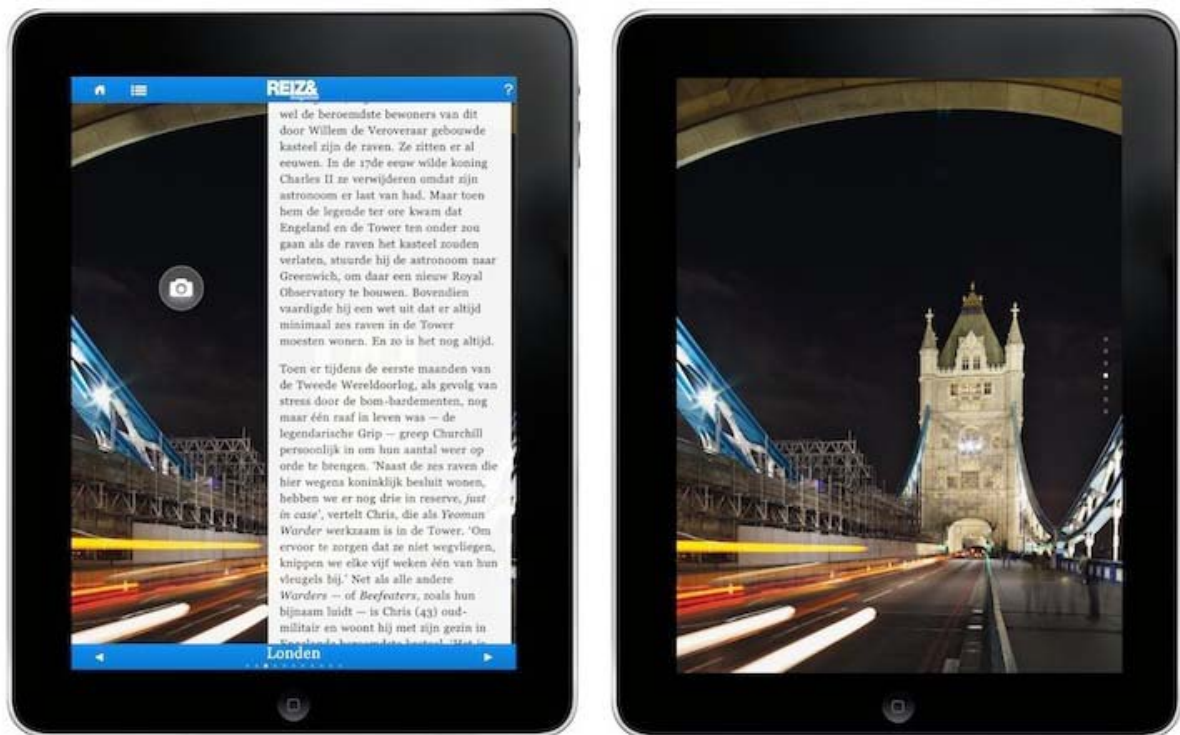 REIZ&
magazine
?
wel de beroemdste bewoners van dit
door Willem de Veroveraar gebouwde
kasteel zijn de raven. Ze zitten er al
eeuwen. In de 17de eeuw wilde koning
Charles II ze verwijderen omdat zijn
astronoom er last van had. Maar toen
hem de legende ter ore kwam dat
Engeland en de Tower ten onder zou
gaan als de raven het kasteel zouden
verlaten, stuurde hij de astronoom naar
Greenwich, om daar een nieuw Royal
Observatory te bouwen. Bovendien
vaardigde hij een wet uit dat er altijd
minimaal zes raven in de Tower
moesten wonen. En zo is het nog altijd.
Toen er tijdens de eerste maanden van
de Tweede Wereldoorlog, als gevolg van
stress door de bom-bardementen, nog
maar één raaf in leven was — de
legendarische Grip — greep Churchill
persoonlijk in om hun aantal weer op
orde te brengen. ‘Naast de zes raven die
hier wegens koninklijk besluit wonen,
hebben we er nog drie in reserve, just
in case’, vertelt Chris, die als Yeoman
Warder werkzaam is in de Tower. ‘Om
ervoor te zorgen dat ze niet wegvliegen,
knippen we elke vijf weken één van hun
vleugels bij.’ Net als alle andere
Warders — of Beefeaters, zoals hun
bijnaam luidt — is Chris (43) oud-
militair en woont hij met zijn gezin in
Londen